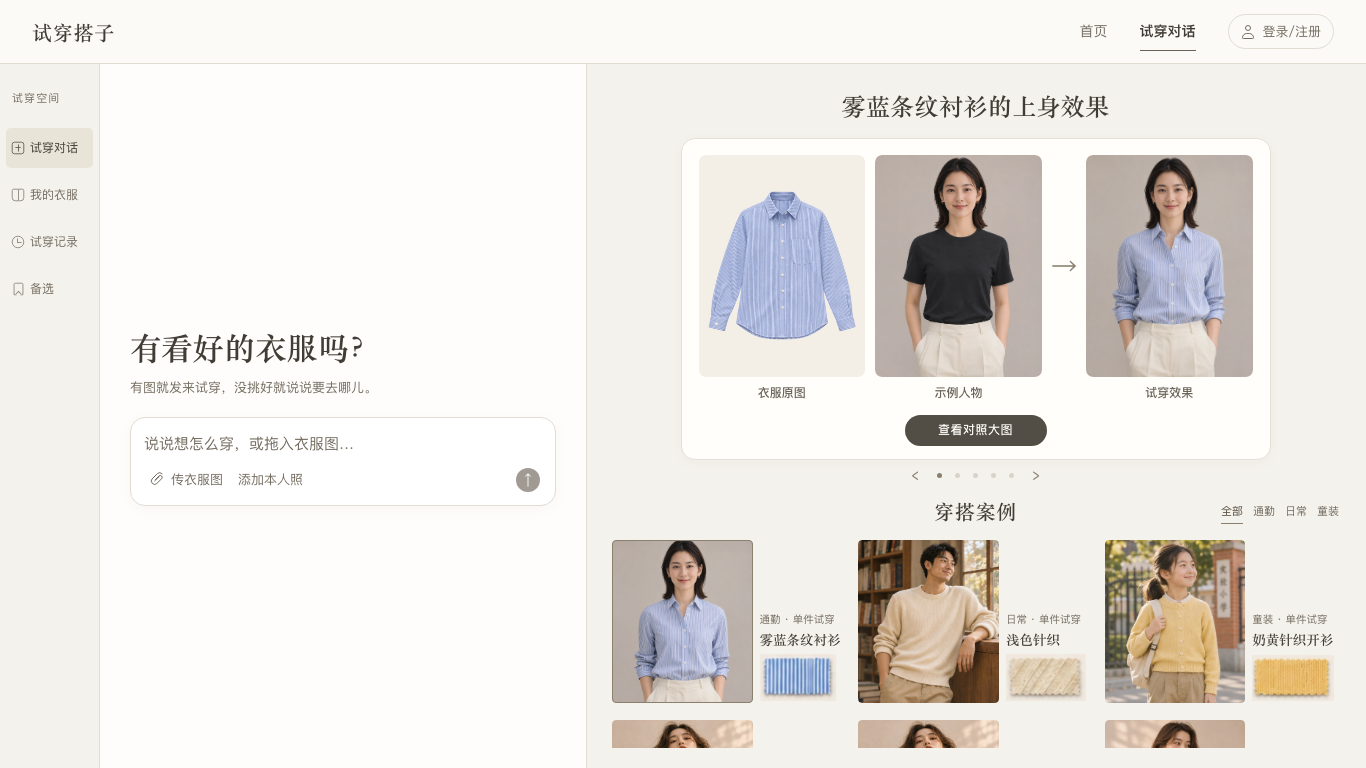 试穿搭子
首页
试穿对话
登录/注册
试穿空间
试穿对话
我的衣服
试穿记录
备选
有看好的衣服吗?
有图就发来试穿，没挑好就说说要去哪儿。
说说想怎么穿，或拖入衣服图...
传衣服图
添加本人照
雾蓝条纹衬衫的上身效果
衣服原图
示例人物
试穿效果
查看对照大图
穿搭案例
全部
通勤
日常
童装
通勤 · 单件试穿
雾蓝条纹衬衫
日常 · 单件试穿
浅色针织
童装 · 单件试穿
奶黄针织开衫